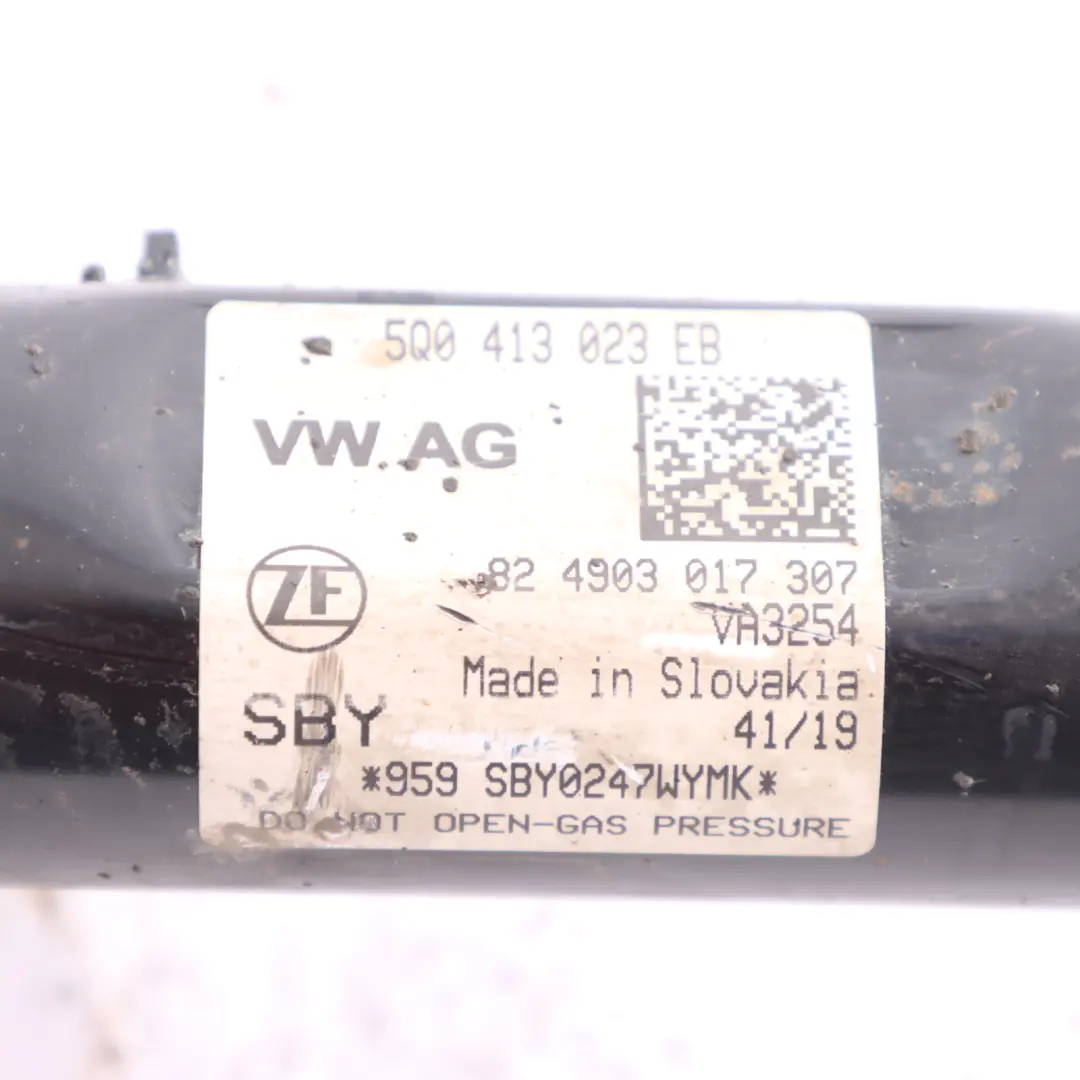 5Q0 413 023 EB
VW AG
ZF
82 4903 017 307
VA3254
Made in Slovakia
SBY
41/19
*959 SBY0247WYMK*
DO NOT OPEN-GAS PRESSURE